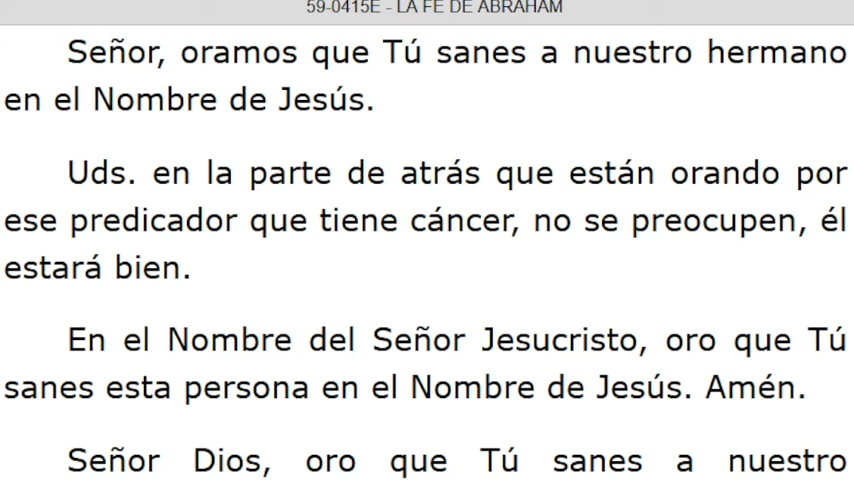 59-0415E - LA FE DE ABRAHAM
Señor, oramos que Tú sanes a nuestro hermano
en el Nombre de Jesús.
Uds. en la parte de atrás que están orando por
ese predicador que tiene cáncer, no se preocupen, él
estará bien.
En el Nombre del Señor Jesucristo, oro que Tú
sanes esta persona en el Nombre de Jesús. Amén.
Señor Dios, oro que Tú sanes a nuestro